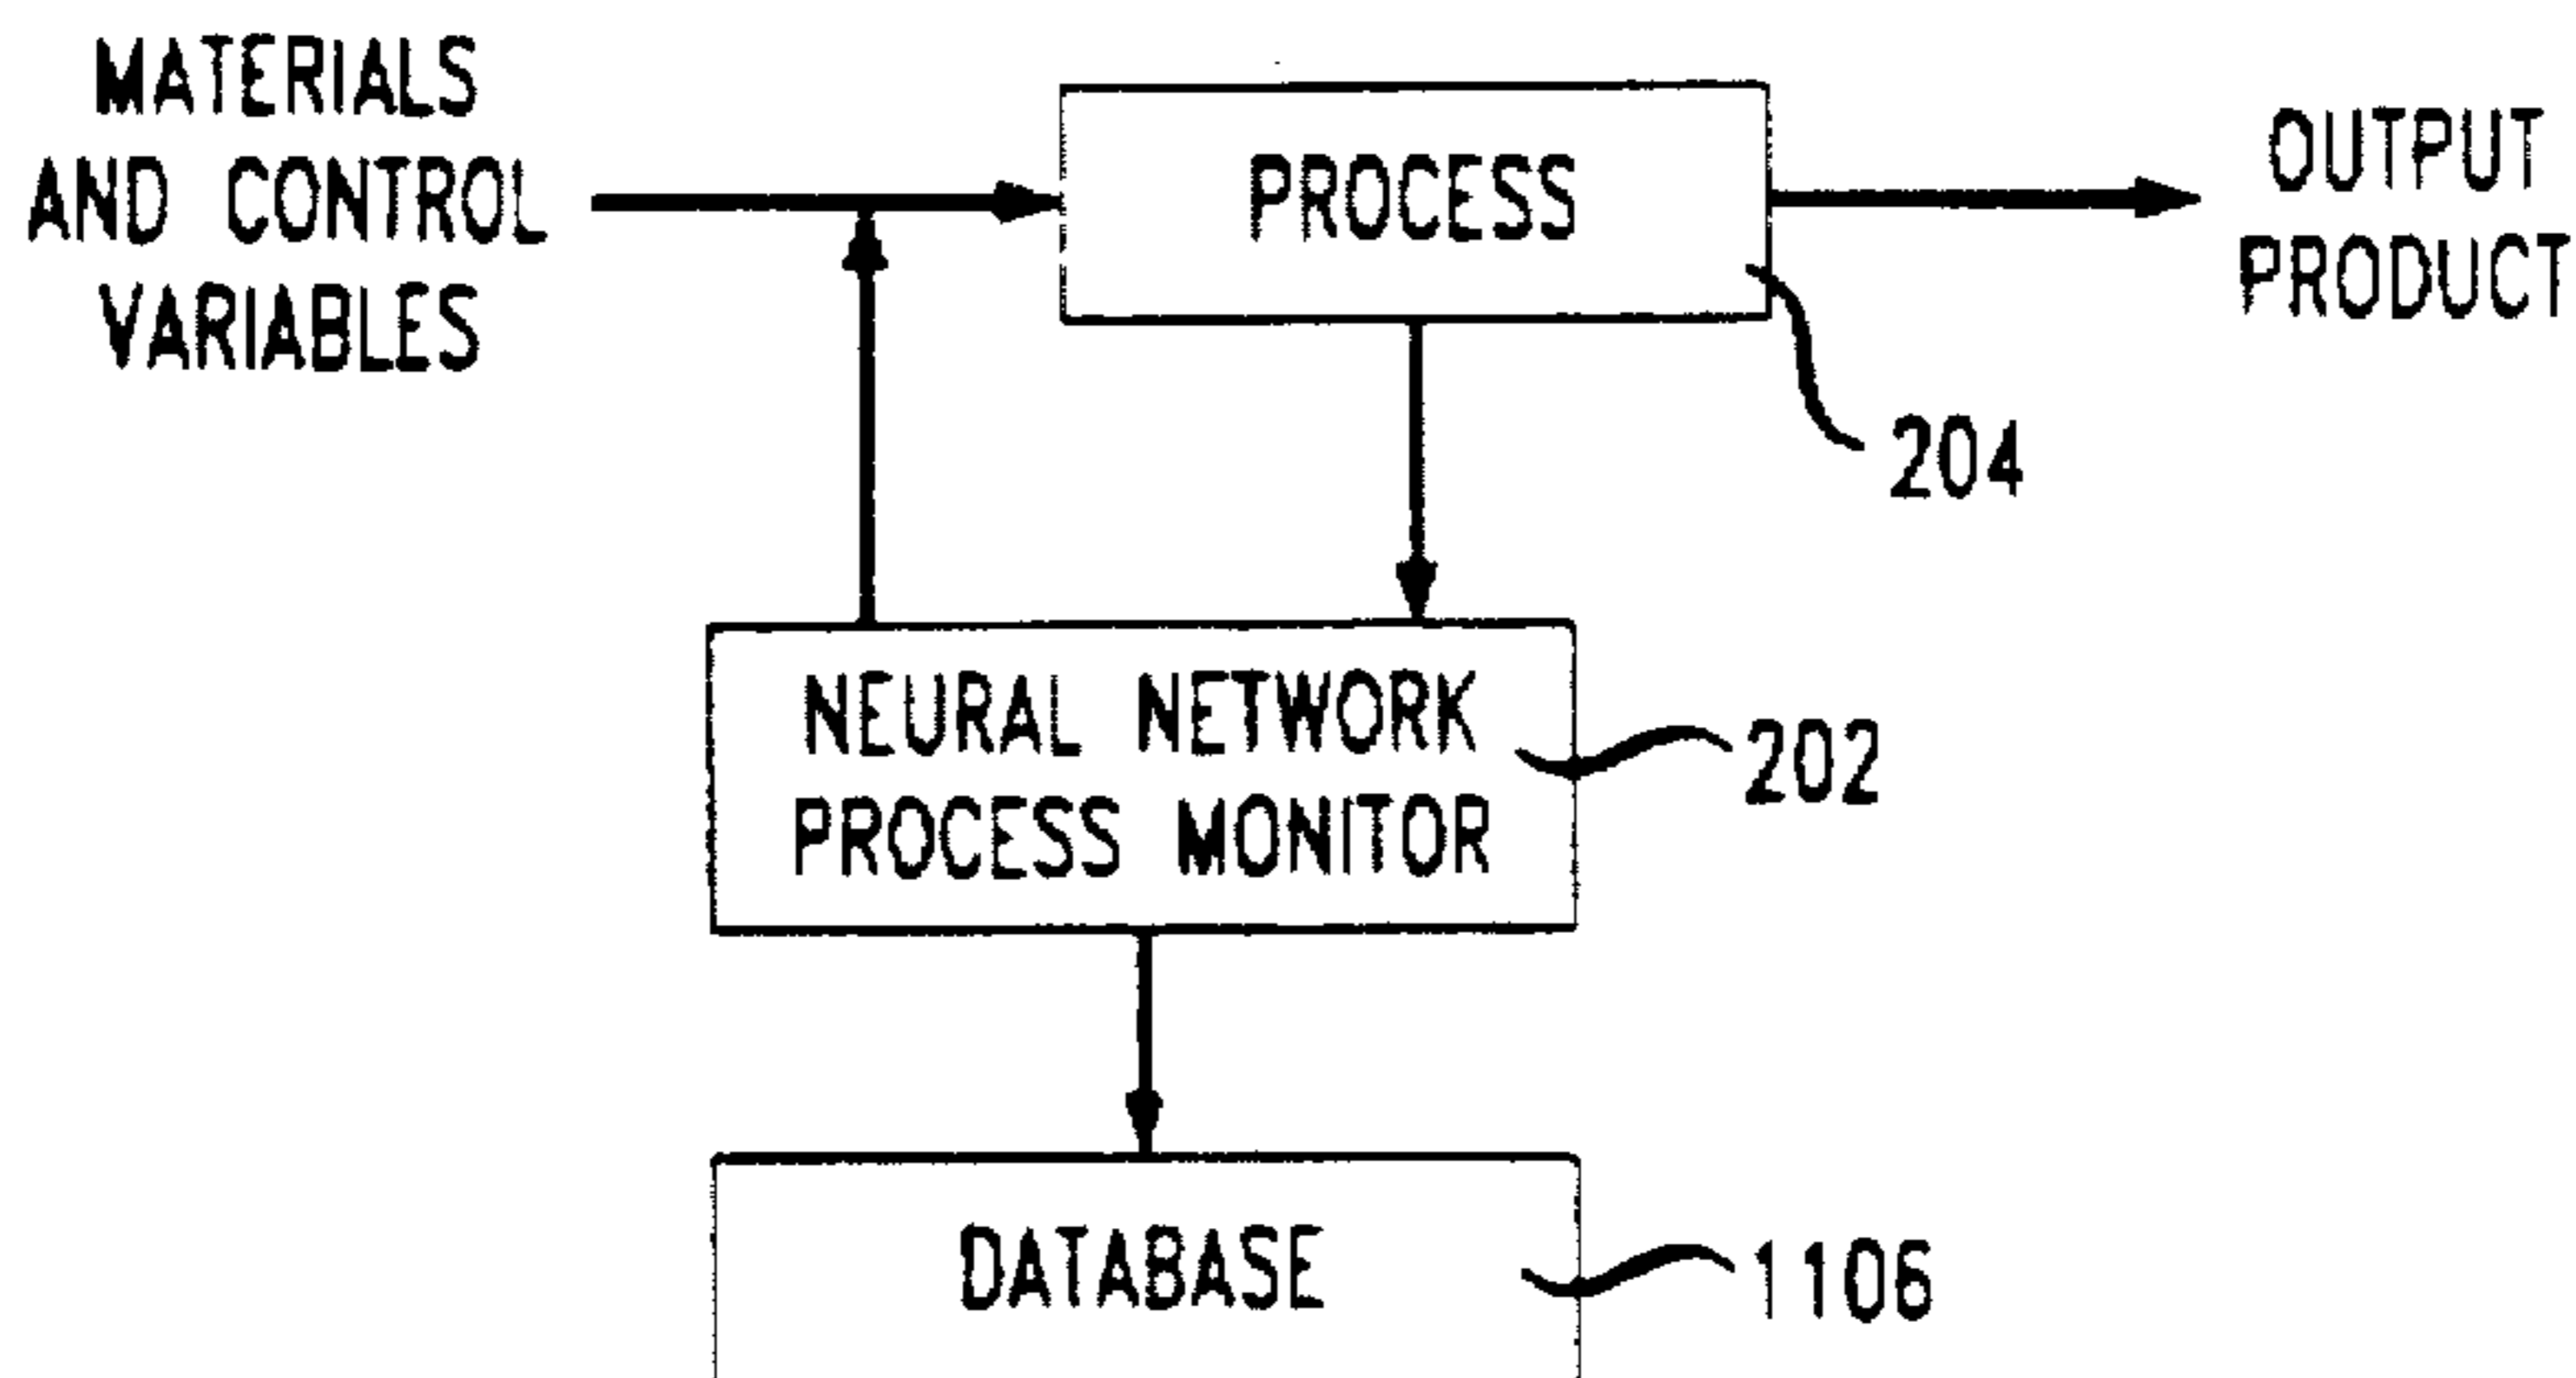 MATERIALS
AND CONTROL
VARIABLES
PROCESS
OUTPUT
PRODUCT
204
NEURAL NETWORK
PROCESS MONITOR
202
DATABASE
1106